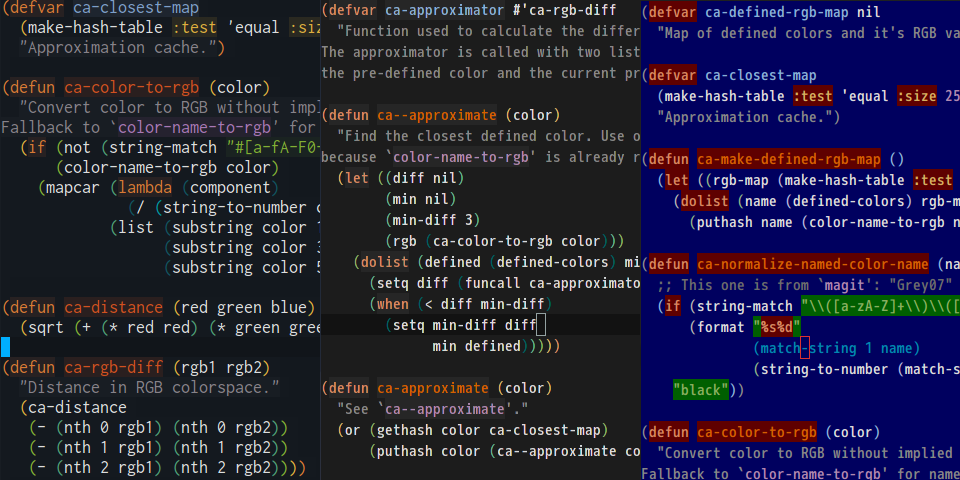 (defvar ca-closest-map
(make-hash-table :test 'equal :siz
"Approximation cache.")
(defun ca-color-to-rgb (color)
"Convert color to RGB without impl
Fallback to `color-name-to-rgb' for
(if (not (string-match "#[a-fA-F0-
(color-name-to-rgb color)
(mapcar (lambda (component)
(/ (string-to-number c
(list (substring color 1
(substring color 3
(substring color 5
(defun ca-distance (red green blue)
(sqrt (+ (* red red) (* green gree
(defun ca-rgb-diff (rgb1 rgb2)
"Distance in RGB colorspace."
(ca-distance
(- (nth 0 rgb1) (nth 0 rgb2))
(- (nth 1 rgb1) (nth 1 rgb2))
(- (nth 2 rgb1) (nth 2 rgb2))))
(defvar ca-approximator #'ca-rgb-diff
"Function used to calculate the differ
The approximator is called with two list
the pre-defined color and the current pr
(defun ca--approximate (color)
"Find the closest defined color. Use o
because `color-name-to-rgb' is already r
(let ((diff nil)
(min nil)
(min-diff 3)
(rgb (ca-color-to-rgb color)))
(dolist (defined (defined-colors) mi
(setq diff (funcall ca-approximato
(when (< diff min-diff)
(setq min-diff diff
min defined)))))
(defun ca-approximate (color)
"See `ca--approximate'."
(or (gethash color ca-closest-map)
(puthash color (ca--approximate co
(defvar ca-defined-rgb-map nil
"Map of defined colors and it's RGB va
(defvar ca-closest-map
(make-hash-table :test 'equal :size 25
"Approximation cache.")
(defun ca-make-defined-rgb-map ()
(let ((rgb-map (make-hash-table :test
(dolist (name (defined-colors) rgb-m
(puthash name (color-name-to-rgb n
(defun ca-normalize-named-color-name (na
;; This one is from `magit': "Grey07"
(if (string-match "\\([a-zA-Z]+\\)\\([
(format "%s%d"
(match-string 1 name)
(string-to-number (match-s
"black"))
(defun ca-color-to-rgb (color)
"Convert color to RGB without implied
Fallback to `color-name-to-rgb' for name